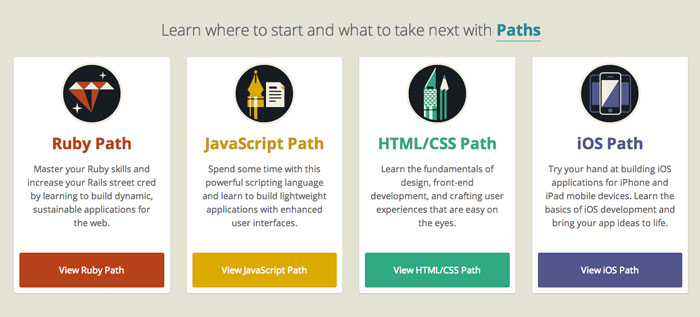 Learn where to start and what to take next with Paths
Ruby Path
Master your Ruby skills and
increase your Rails street cred
by learning to build dynamic,
sustainable applications for
the web.
View Ruby Path
JavaScript Path
Spend some time with this
powerful scripting language
and learn to build lightweight
applications with enhanced
user interfaces.
View JavaScript Path
HTML/CSS Path
Learn the fundamentals of
design, front-end
development, and crafting user
experiences that are easy on
the eyes.
View HTML/CSS Path
iOS Path
Try your hand at building iOS
applications for iPhone and
iPad mobile devices. Learn the
basics of iOS development and
bring your app ideas to life.
View iOS Path